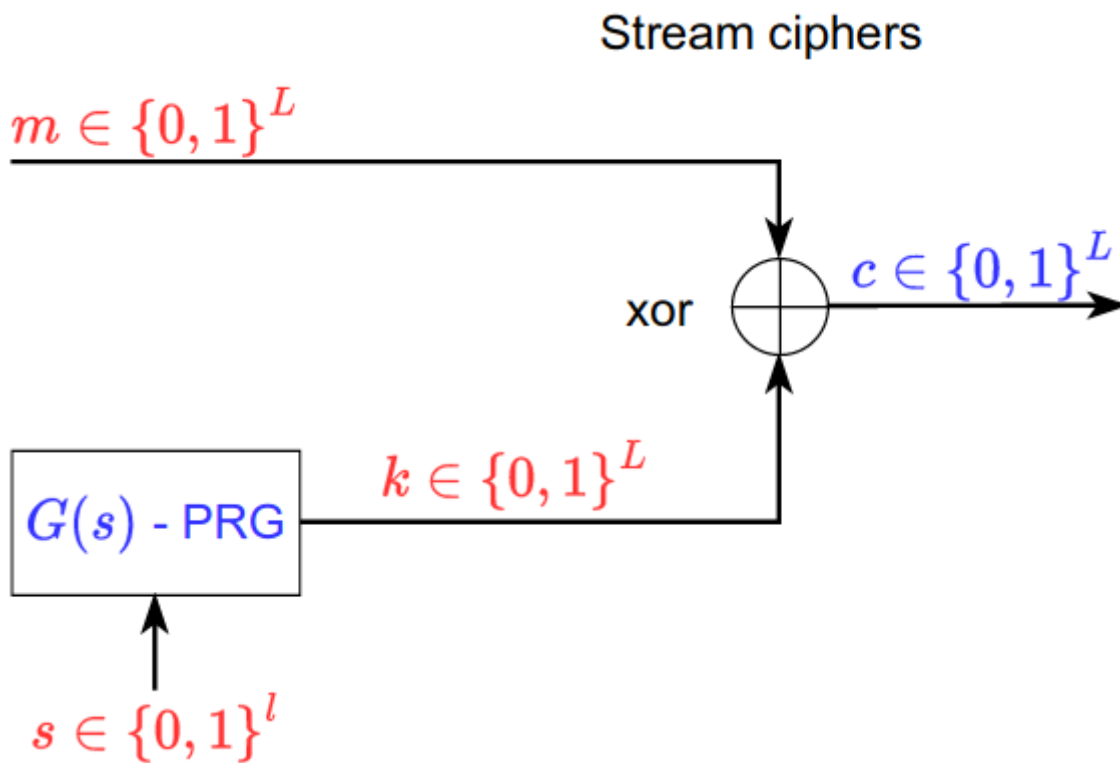 Stream ciphers
m ∈ {0, 1}^L
c ∈ {0, 1}^L
xor
k ∈ {0, 1}^L
G(s) - PRG
s ∈ {0, 1}^l